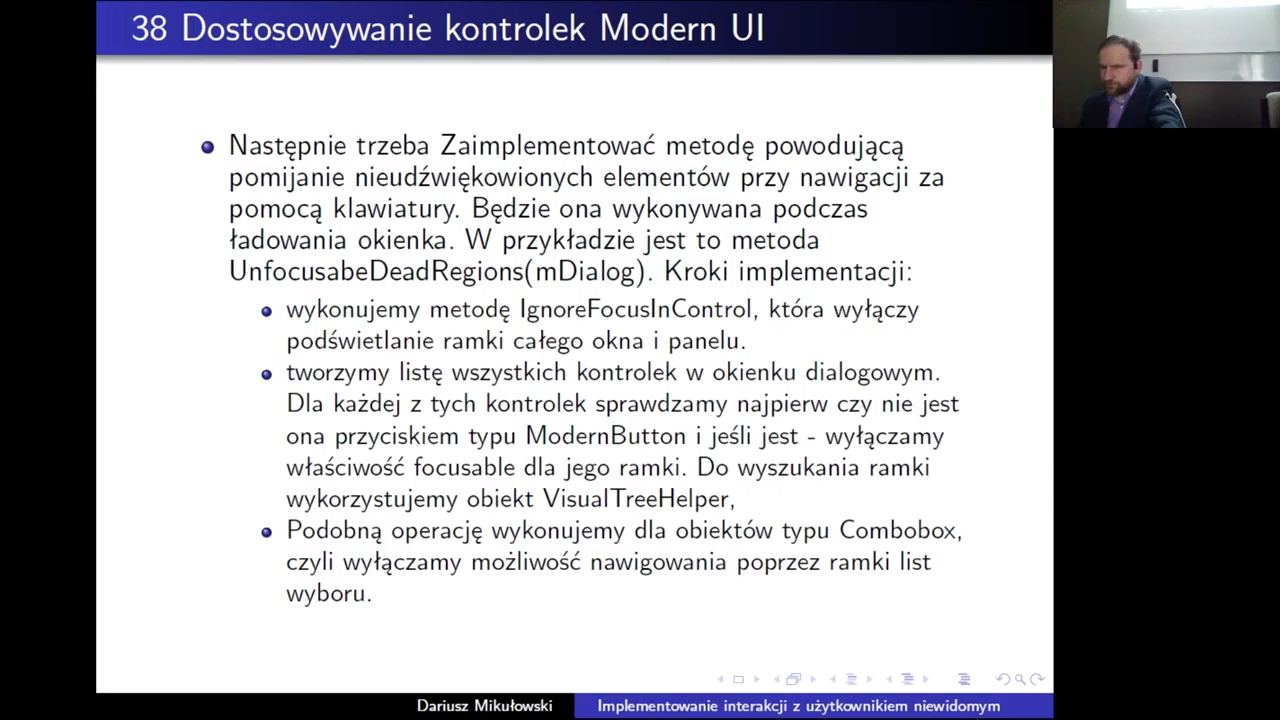 38 Dostosowywanie kontrolek Modern UI
Następnie trzeba Zaimplementować metodę powodującą
pomijanie nieudźwiękowionych elementów przy nawigacji za
pomocą klawiatury. Będzie ona wykonywana podczas
ładowania okienka. W przykładzie jest to metoda
UnfocusabeDeadRegions(mDialog). Kroki implementacji:
wykonujemy metodę IgnoreFocusInControl, która wyłączy
podświetlanie ramki całego okna i panelu.
tworzymy listę wszystkich kontrolek w okienku dialogowym.
Dla każdej z tych kontrolek sprawdzamy najpierw czy nie jest
ona przyciskiem typu ModernButton i jeśli jest - wyłączamy
właściwość focusable dla jego ramki. Do wyszukania ramki
wykorzystujemy obiekt VisualTreeHelper,
Podobną operację wykonujemy dla obiektów typu Combobox,
czyli wyłączamy możliwość nawigowania poprzez ramki list
wyboru.
Dariusz Mikułowski
Implementowanie interakcji z użytkownikiem niewidomym